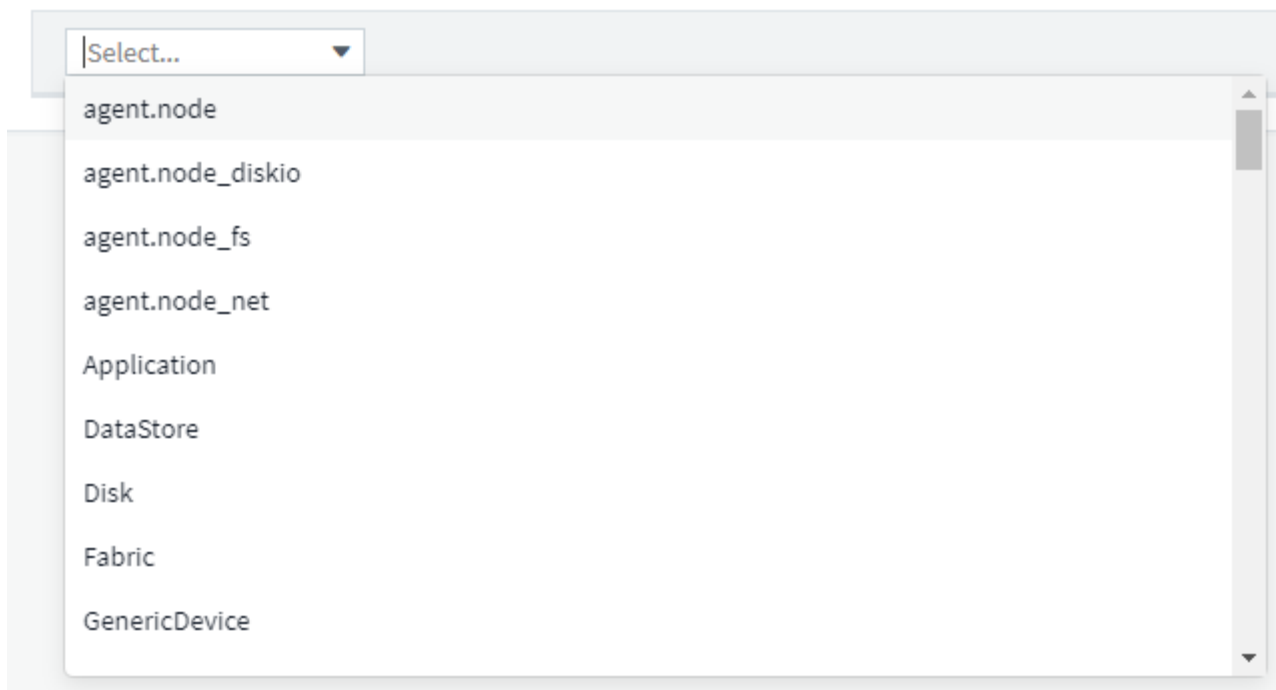 Select...
agent.node
agent.node_diskio
agent.node_fs
agent.node_net
Application
DataStore
Disk
Fabric
GenericDevice